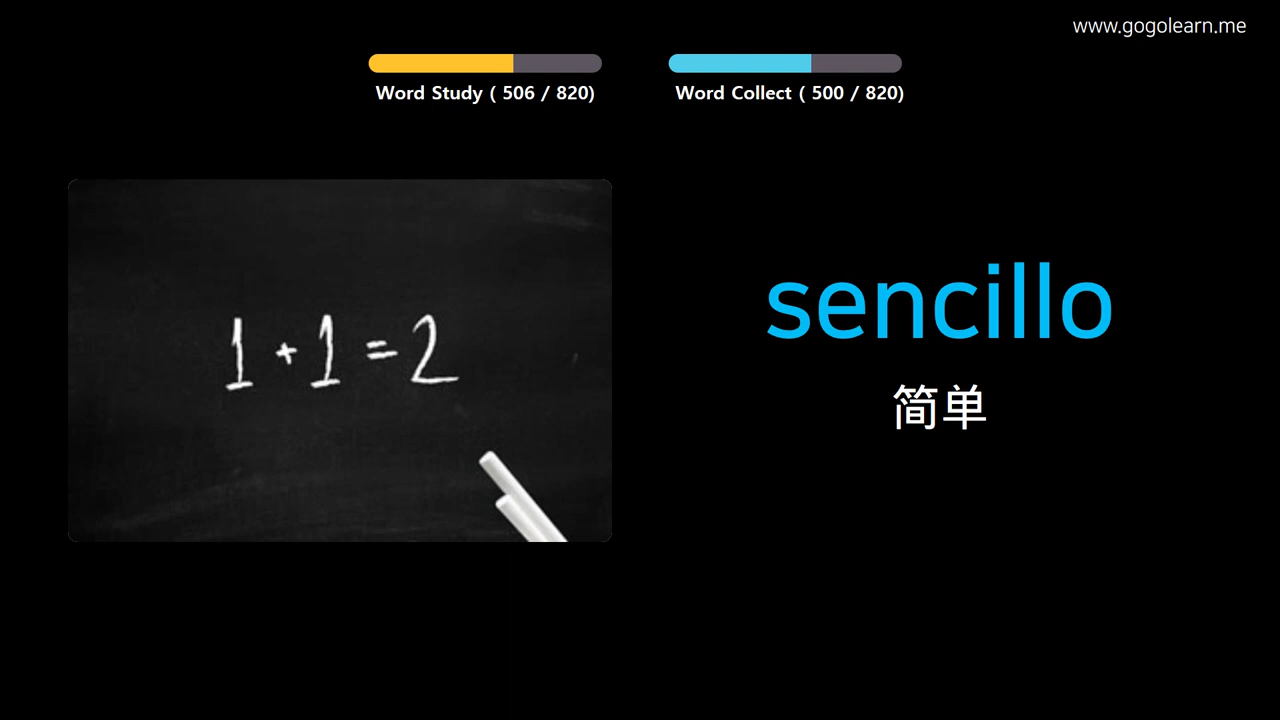 www.gogolearn.me
Word Study ( 506 / 820)
Word Collect ( 500 / 820)
1 + 1 = 2
sencillo
简单